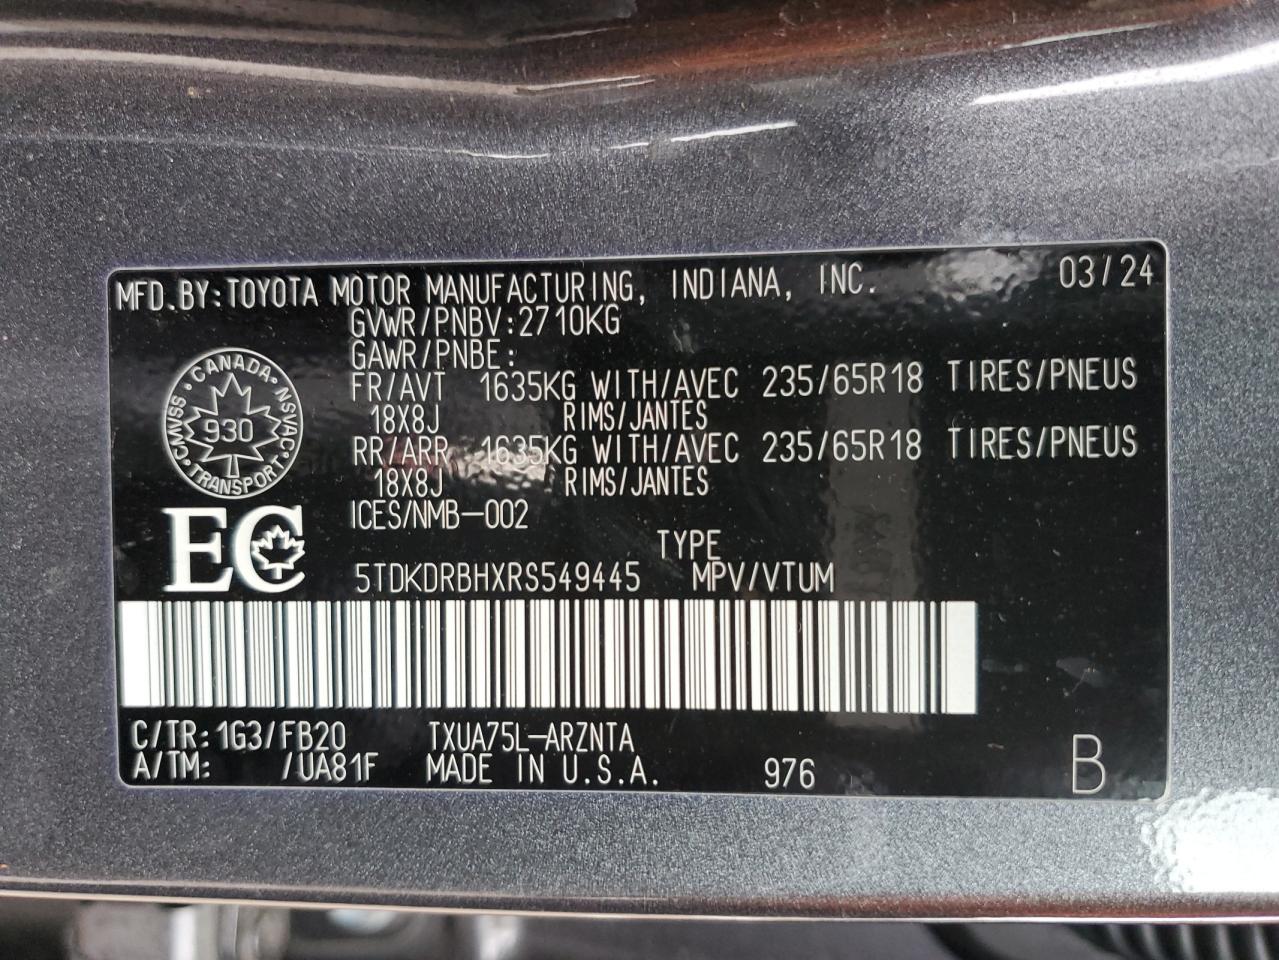 MFD.BY:TOYOTA MOTOR MANUFACTURING, INDIANA, INC. 03/24
GVWR/PNBV:2710KG
GAWR/PNBE:
FR/AVT 1635KG WITH/AVEC 235/65R18 TIRES/PNEUS
18X8J RIMS/JANTES
RR/ARR 1635KG WITH/AVEC 235/65R18 TIRES/PNEUS
18X8J RIMS/JANTES
ICES/NMB-002
CANADA • NSVAC • TRANSPORT • CMVSS •
930
EC
TYPE
5TDKDRBHXRS549445 MPV/VTUM
C/TR:1G3/FB20 TXUA75L-ARZNTA
A/TM: /UA81F MADE IN U.S.A. 976 B